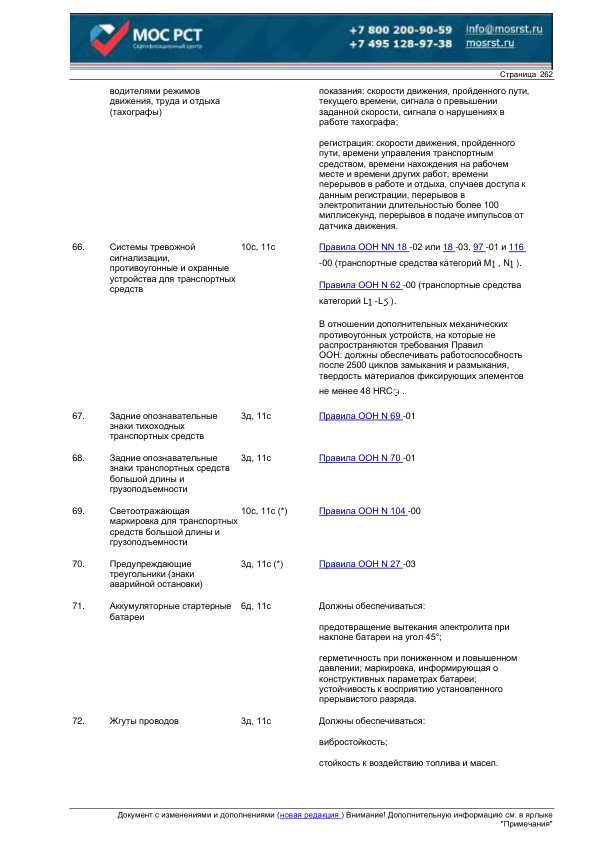 МОС РСТ
Сертификационный центр
+7 800 200-90-59 info@mosrst.ru
+7 495 128-97-38 mosrst.ru
Страница 262
водителями режимов
движения, труда и отдыха
(тахографы)
показания: скорости движения, пройденного пути,
текущего времени, сигнала о превышении
заданной скорости, сигнала о нарушениях в
работе тахографа;
регистрация: скорости движения, пройденного
пути, времени управления транспортным
средством, времени нахождения на рабочем
месте и времени других работ, времени
перерывов в работе и отдыха, случаев доступа к
данным регистрации, перерывов в
электропитании длительностью более 100
миллисекунд, перерывов в подаче импульсов от
датчика движения.
66.
Системы тревожной
сигнализации,
противоугонные и охранные
устройства для транспортных
средств
10с, 11с
Правила ООН NN 18 -02 или 18 -03, 97 -01 и 116
-00 (транспортные средства категорий M1 , N1 ).
Правила ООН N 62 -00 (транспортные средства
категорий L1 -L5 ).
В отношении дополнительных механических
противоугонных устройств, на которые не
распространяются требования Правил
ООН: должны обеспечивать работоспособность
после 2500 циклов замыкания и размыкания,
твердость материалов фиксирующих элементов
не менее 48 HRCЭ .
67.
Задние опознавательные
знаки тихоходных
транспортных средств
3д, 11с
Правила ООН N 69 -01
68.
Задние опознавательные
знаки транспортных средств
большой длины и
грузоподъемности
3д, 11с
Правила ООН N 70 -01
69.
Светоотражающая
маркировка для транспортных
средств большой длины и
грузоподъемности
10с, 11с (*)
Правила ООН N 104 -00
70.
Предупреждающие
треугольники (знаки
аварийной остановки)
3д, 11с (*)
Правила ООН N 27 -03
71.
Аккумуляторные стартерные
батареи
6д, 11с
Должны обеспечиваться:
предотвращение вытекания электролита при
наклоне батареи на угол 45°;
герметичность при пониженном и повышенном
давлении; маркировка, информирующая о
конструктивных параметрах батареи;
устойчивость к восприятию установленного
прерывистого разряда.
72.
Жгуты проводов
3д, 11с
Должны обеспечиваться:
вибростойкость;
стойкость к воздействию топлива и масел.
Документ с изменениями и дополнениями (новая редакция ) Внимание! Дополнительную информацию см. в ярлыке
"Примечания"